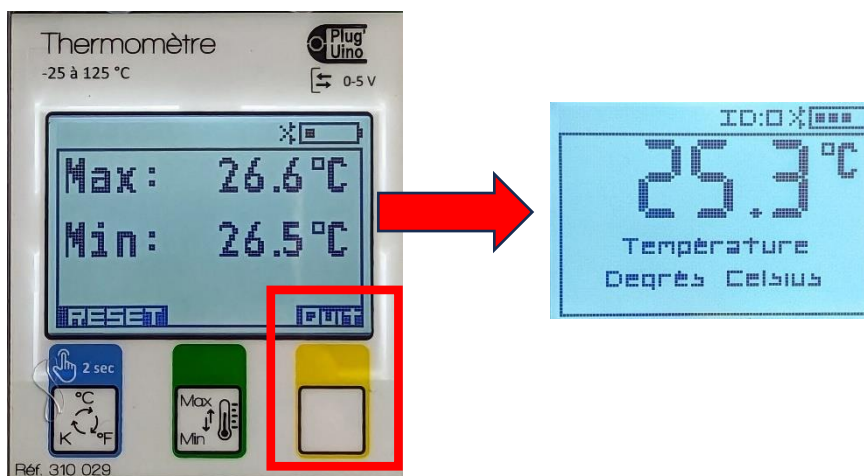 Thermomètre
Plug'
Uino
-25 à 125 °C
0-5 V
Max: 26.6°C
Min: 26.5°C
RESET
QUIT
2 sec
°C
K °F
Max
Min
Réf. 310 029
ID:0
25.3°C
Température
Degrès Celsius